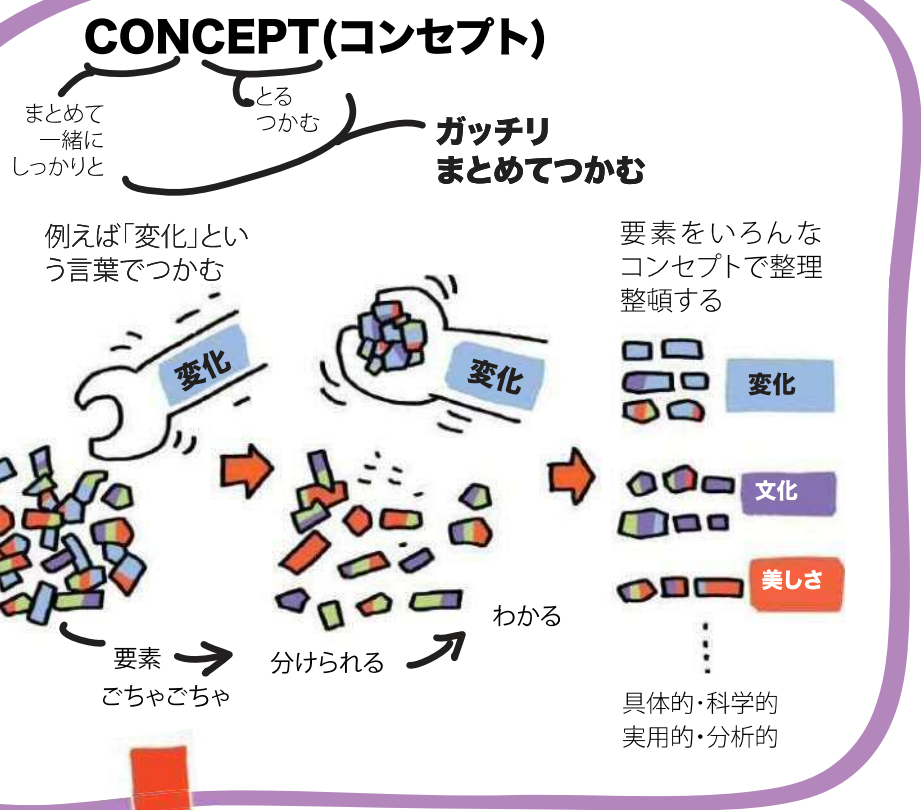 CONCEPT(コンセプト)
まとめて
一緒に
しっかりと
とる
つかむ
ガッチリ
まとめてつかむ
例えば「変化」とい
う言葉でつかむ
変化
変化
要素をいろんな
コンセプトで整理
整頓する
変化
文化
美しさ
要素
ごちゃごちゃ
分けられる
わかる
具体的・科学的
実用的・分析的